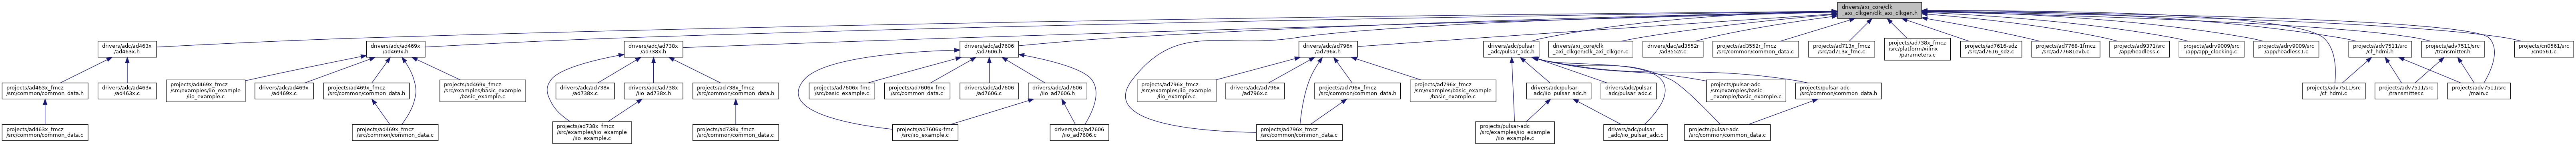 drivers/axi_core/clk
_axi_clkgen/clk_axi_clkgen.h
drivers/adc/ad463x
/ad463x.h
drivers/adc/ad469x
/ad469x.h
drivers/adc/ad738x
/ad738x.h
drivers/adc/ad7606
/ad7606.h
drivers/adc/ad796x
/ad796x.h
drivers/adc/pulsar
_adc/pulsar_adc.h
drivers/axi_core/clk
_axi_clkgen/clk_axi_clkgen.c
drivers/dac/ad3552r
/ad3552r.c
projects/ad3552r_fmcz
/src/common/common_data.c
projects/ad713x_fmcz
/src/ad713x_fmc.c
projects/ad738x_fmcz
/src/platform/xilinx
/parameters.c
projects/ad7616-sdz
/src/ad7616_sdz.c
projects/ad7768-1fmcz
/src/ad77681evb.c
projects/ad9371/src
/app/headless.c
projects/adrv9009/src
/app/app_clocking.c
projects/adrv9009/src
/app/headless1.c
projects/adv7511/src
/cf_hdmi.h
projects/adv7511/src
/transmitter.h
projects/cn0561/src
/cn0561.c
projects/ad463x_fmcz
/src/common/common_data.h
drivers/adc/ad463x
/ad463x.c
projects/ad469x_fmcz
/src/examples/iio_example
/iio_example.c
drivers/adc/ad469x
/ad469x.c
projects/ad469x_fmcz
/src/common/common_data.h
projects/ad469x_fmcz
/src/examples/basic_example
/basic_example.c
drivers/adc/ad738x
/ad738x.c
drivers/adc/ad738x
/iio_ad738x.h
projects/ad738x_fmcz
/src/common/common_data.h
projects/ad7606x-fmc
/src/basic_example.c
projects/ad7606x-fmc
/src/common_data.c
drivers/adc/ad7606
/ad7606.c
drivers/adc/ad7606
/iio_ad7606.h
projects/ad796x_fmcz
/src/examples/iio_example
/iio_example.c
drivers/adc/ad796x
/ad796x.c
projects/ad796x_fmcz
/src/common/common_data.h
projects/ad796x_fmcz
/src/examples/basic_example
/basic_example.c
drivers/adc/pulsar
_adc/iio_pulsar_adc.h
drivers/adc/pulsar
_adc/pulsar_adc.c
projects/pulsar-adc
/src/examples/basic
_example/basic_example.c
projects/pulsar-adc
/src/common/common_data.h
projects/adv7511/src
/cf_hdmi.c
projects/adv7511/src
/transmitter.c
projects/adv7511/src
/main.c
projects/ad463x_fmcz
/src/common/common_data.c
projects/ad469x_fmcz
/src/common/common_data.c
projects/ad738x_fmcz
/src/examples/iio_example
/iio_example.c
projects/ad738x_fmcz
/src/common/common_data.c
projects/ad7606x-fmc
/src/iio_example.c
drivers/adc/ad7606
/iio_ad7606.c
projects/ad796x_fmcz
/src/common/common_data.c
projects/pulsar-adc
/src/examples/iio_example
/iio_example.c
drivers/adc/pulsar
_adc/iio_pulsar_adc.c
projects/pulsar-adc
/src/common/common_data.c